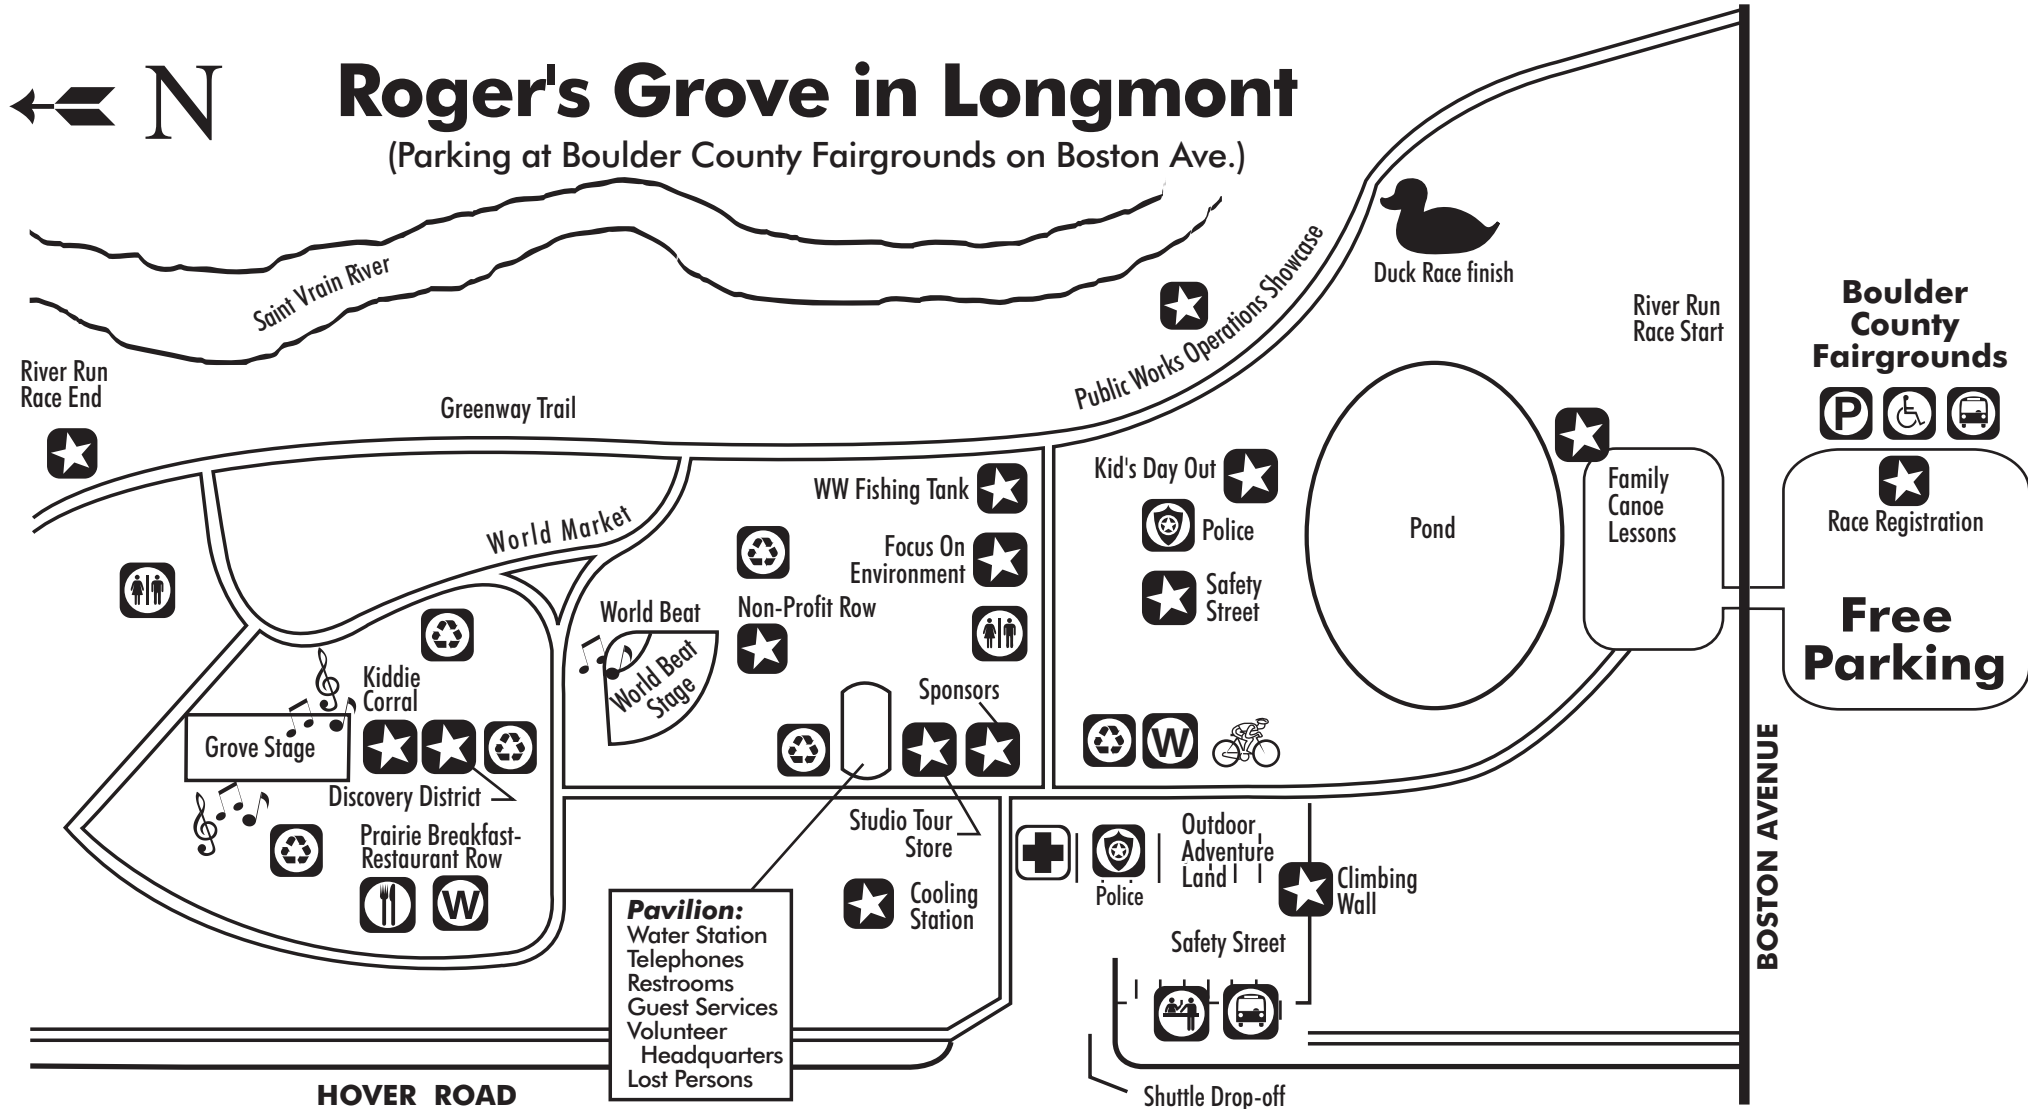 N
Roger's Grove in Longmont
(Parking at Boulder County Fairgrounds on Boston Ave.)
Saint Vrain River
Public Works Operations Showcase
Duck Race finish
River Run
Race Start
Boulder
County
Fairgrounds
P
River Run
Race End
Greenway Trail
World Market
WW Fishing Tank
Kid's Day Out
Police
Pond
Family
Canoe
Lessons
Race Registration
Focus On
Environment
Safety
Street
World Beat
Non-Profit Row
World Beat
Stage
Free
Parking
Kiddie
Corral
Sponsors
Grove Stage
W
Discovery District
Prairie Breakfast-
Restaurant Row
W
Studio Tour
Store
Outdoor
Adventure
Land
Police
Climbing
Wall
Cooling
Station
Safety Street
BOSTON AVENUE
Pavilion:
Water Station
Telephones
Restrooms
Guest Services
Volunteer
Headquarters
Lost Persons
HOVER ROAD
Shuttle Drop-off